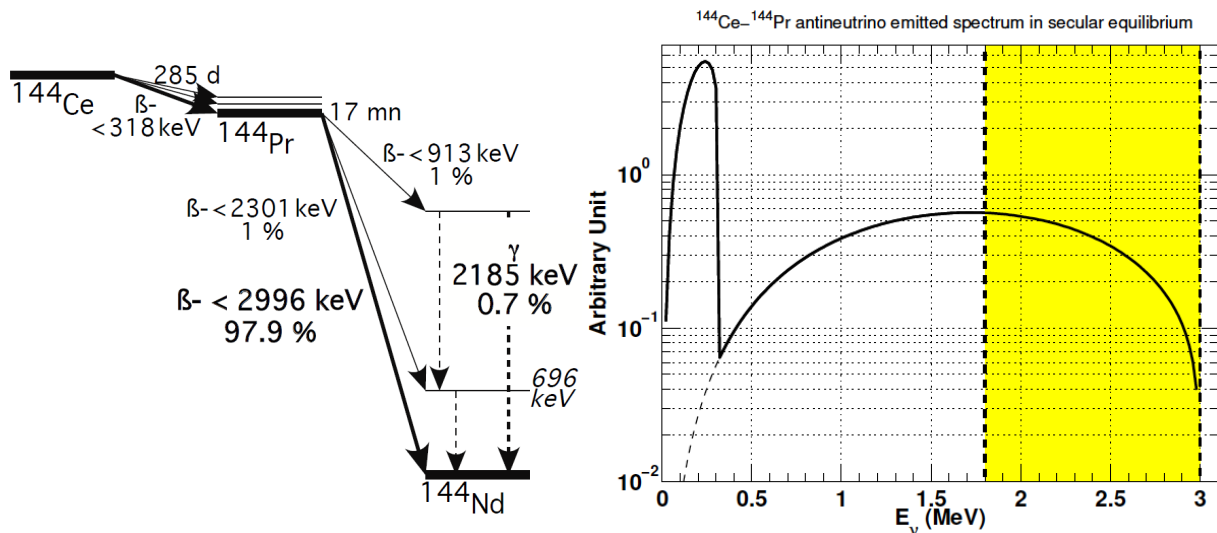 144Ce
285 d
ß-
<318 keV
144Pr
17 mn
ß- <913 keV
1 %
ß- <2301 keV
1 %
γ
2185 keV
0.7 %
ß- < 2996 keV
97.9 %
696
keV
144Nd
144Ce–144Pr antineutrino emitted spectrum in secular equilibrium
Arbitrary Unit
100
10-1
10-2
0 0.5 1 1.5 2 2.5 3
Eν (MeV)